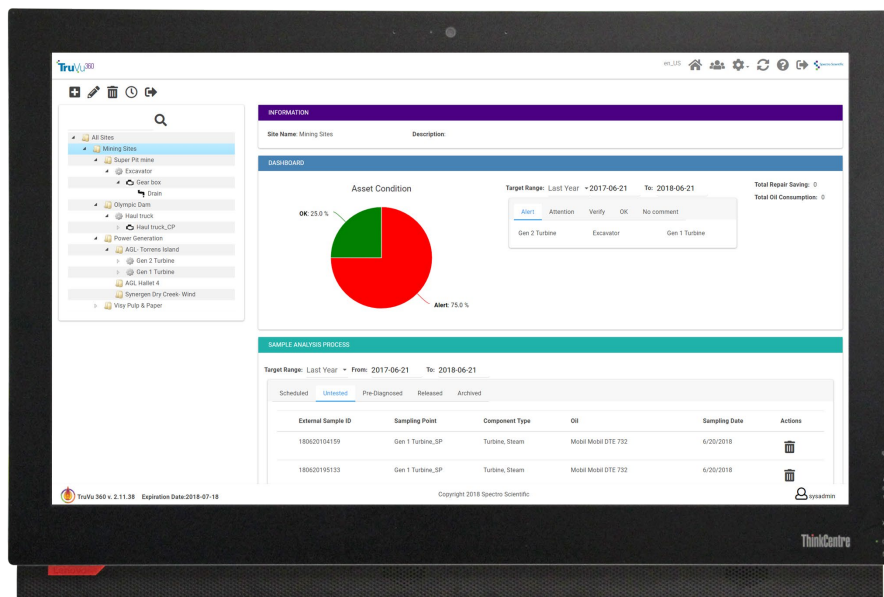 TruVu360
en_US
Spectro Scientific
All Sites
Mining Sites
Super Pit mine
Excavator
Gear box
Drain
Olympic Dam
Haul truck
Haul truck_CP
Power Generation
AGL- Torrens Island
Gen 2 Turbine
Gen 1 Turbine
AGL Hallet 4
Synergen Dry Creek- Wind
Visy Pulp & Paper
INFORMATION
Site Name: Mining Sites Description:
DASHBOARD
Asset Condition
OK: 25.0 %
Alert: 75.0 %
Target Range: Last Year 2017-06-21 To: 2018-06-21
Alert Attention Verify OK No comment
Gen 2 Turbine Excavator Gen 1 Turbine
Total Repair Saving: 0
Total Oil Consumption: 0
SAMPLE ANALYSIS PROCESS
Target Range: Last Year From: 2017-06-21 To: 2018-06-21
Scheduled Untested Pre-Diagnosed Released Archived
External Sample ID Sampling Point Component Type Oil Sampling Date Actions
180620104159 Gen 1 Turbine_SP Turbine, Steam Mobil Mobil DTE 732 6/20/2018
180620195133 Gen 1 Turbine_SP Turbine, Steam Mobil Mobil DTE 732 6/20/2018
TruVu 360 v. 2.11.38 Expiration Date:2018-07-18
Copyright 2018 Spectro Scientific
sysadmin
ThinkCentre